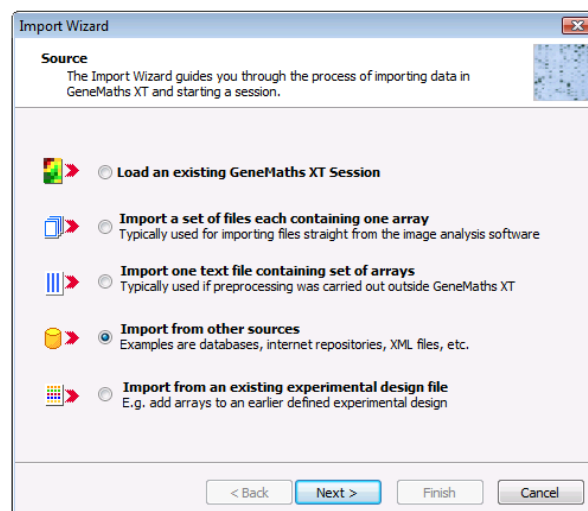 Import Wizard
Source
The Import Wizard guides you through the process of importing data in
GeneMaths XT and starting a session.
Load an existing GeneMaths XT Session
Import a set of files each containing one array
Typically used for importing files straight from the image analysis software
Import one text file containing set of arrays
Typically used if preprocessing was carried out outside GeneMaths XT
Import from other sources
Examples are databases, internet repositories, XML files, etc.
Import from an existing experimental design file
E.g. add arrays to an earlier defined experimental design
< Back Next > Finish Cancel